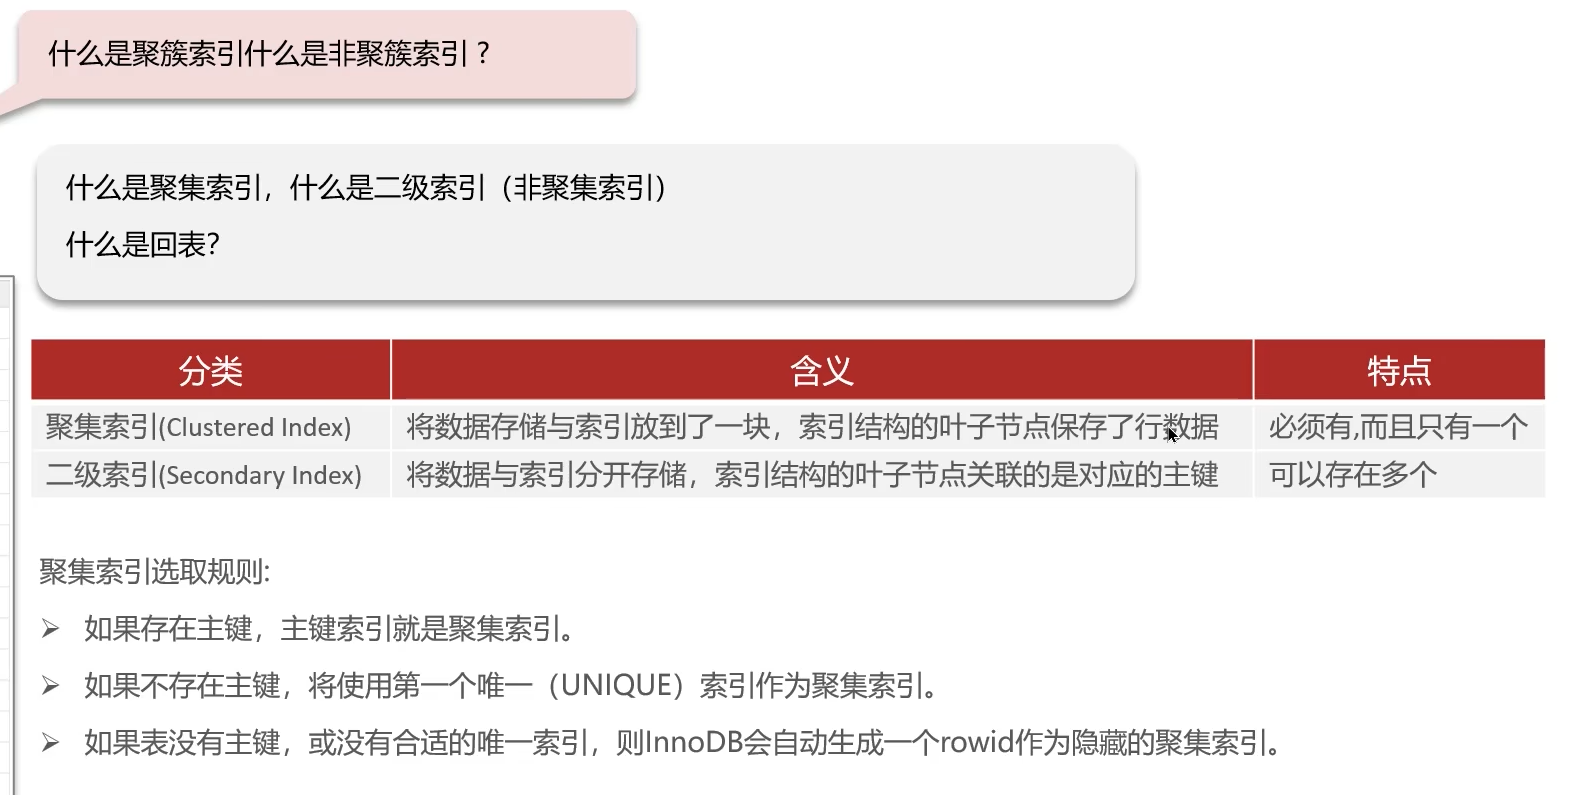 什么是聚簇索引什么是非聚簇索引？
什么是聚集索引，什么是二级索引（非聚集索引）
什么是回表?
分类 含义 特点
聚集索引(Clustered Index) 将数据存储与索引放到了一块，索引结构的叶子节点保存了行数据 必须有,而且只有一个
二级索引(Secondary Index) 将数据与索引分开存储，索引结构的叶子节点关联的是对应的主键 可以存在多个
聚集索引选取规则:
➢ 如果存在主键，主键索引就是聚集索引。
➢ 如果不存在主键，将使用第一个唯一（UNIQUE）索引作为聚集索引。
➢ 如果表没有主键，或没有合适的唯一索引，则InnoDB会自动生成一个rowid作为隐藏的聚集索引。